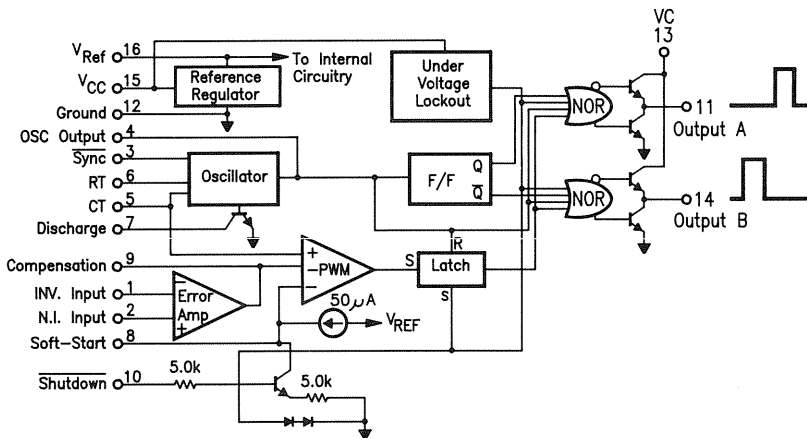 VRef 16
To Internal Circuitry
VCC 15
Reference Regulator
Ground 12
OSC Output 4
Sync 3
RT 6
CT 5
Discharge 7
Oscillator
Under Voltage Lockout
F/F
Q
Q̅
NOR
NOR
VC
13
11
Output A
14
Output B
Compensation 9
INV. Input 1
N.I. Input 2
Soft-Start 8
Error Amp
−
+
+
−PWM
−
S
R̅
Latch
S
50μA
VREF
Shutdown 10
5.0k
5.0k